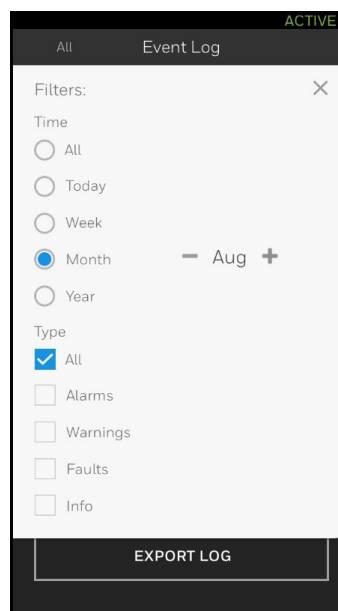 ACTIVE
All Event Log
Filters:
Time
All
Today
Week
Month Aug
Year
Type
All
Alarms
Warnings
Faults
Info
EXPORT LOG